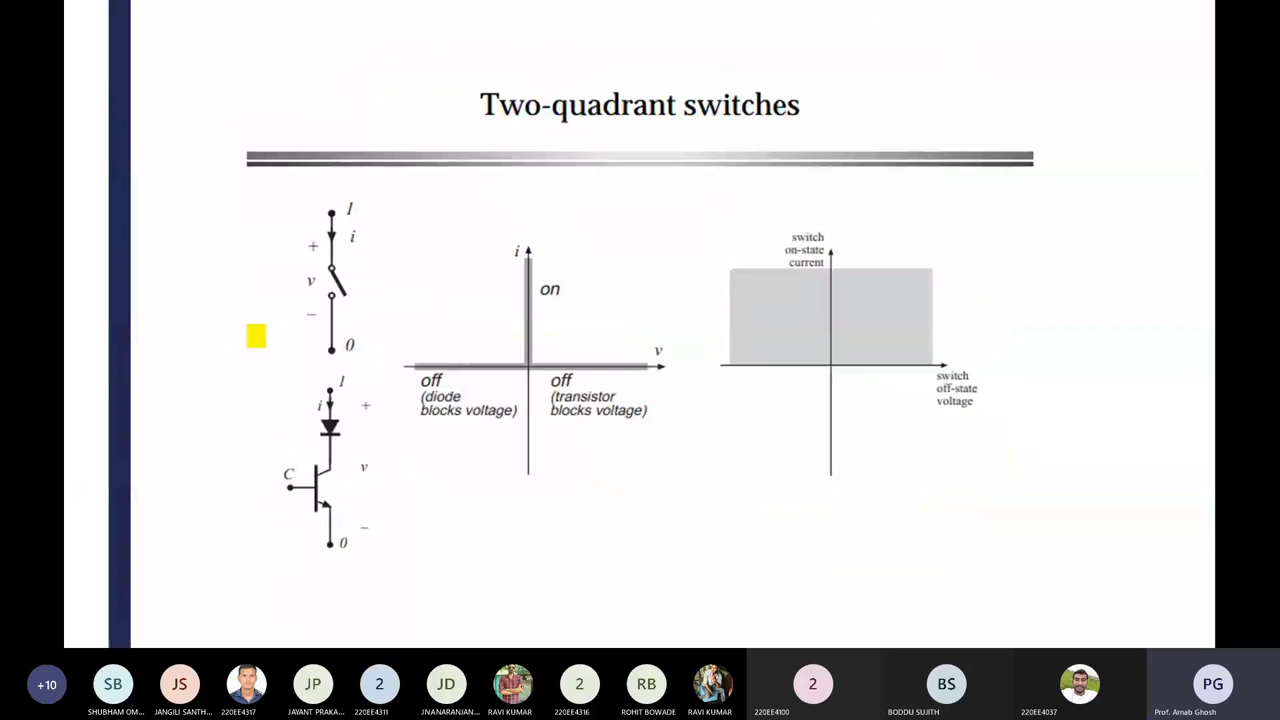 Two-quadrant switches
1
i
+
v
–
0
1
i
+
C
v
–
0
i
on
v
off
(diode
blocks voltage)
off
(transistor
blocks voltage)
switch
on-state
current
switch
off-state
voltage
+10
SB
SHUBHAM OM...
JS
JANGILI SANTH...
220EE4317
JP
JAYANT PRAKA...
2
220EE4311
JD
JNANARANJAN...
RAVI KUMAR
2
220EE4316
RB
ROHIT BOWADE
RAVI KUMAR
2
220EE4100
BS
BODDU SUJITH
220EE4037
PG
Prof. Arnab Ghosh